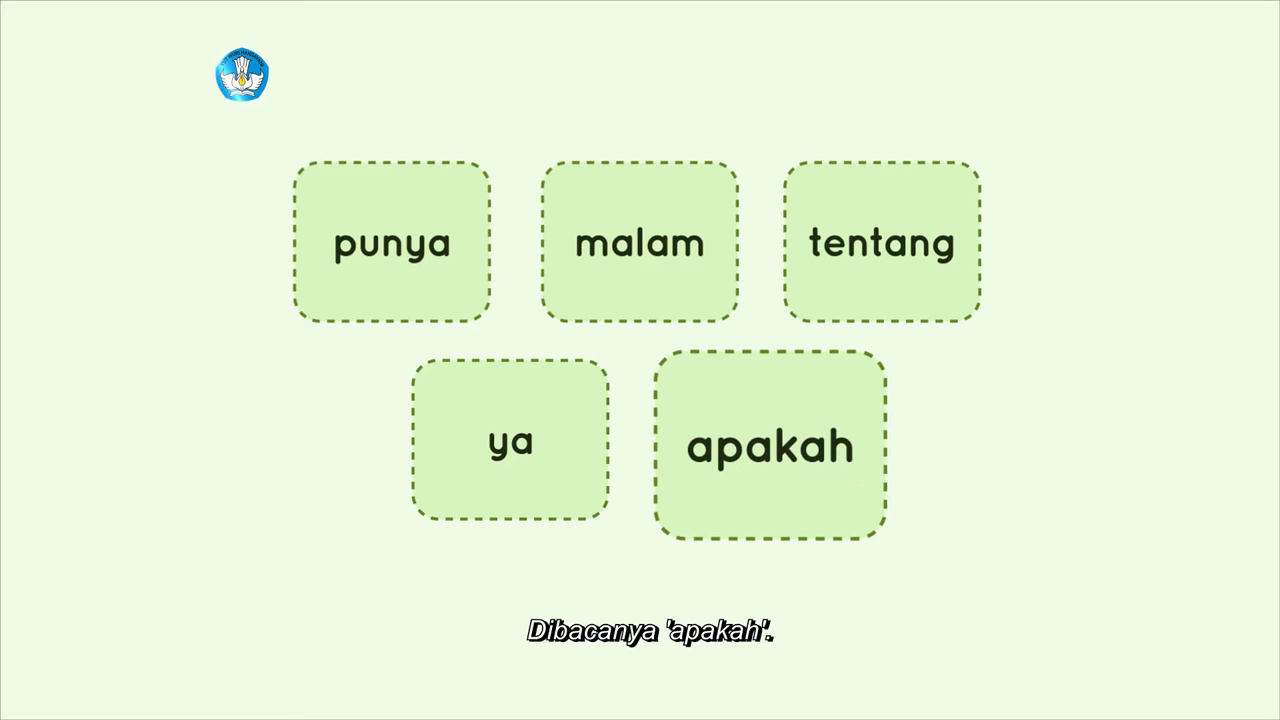 punya
malam
tentang
ya
apakah
Dibacanya 'apakah'.